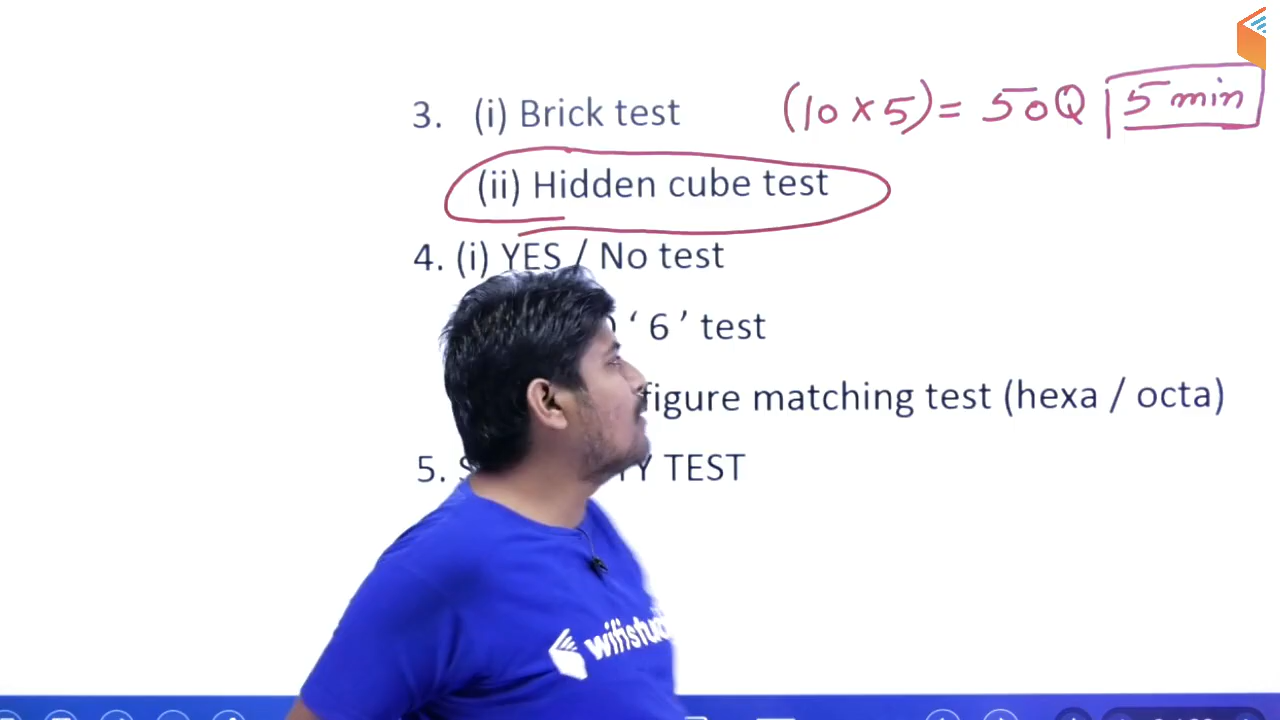 3. (i) Brick test (10 × 5) = 50Q 5 min
(ii) Hidden cube test
4. (i) YES / No test
‘ 6 ’ test
figure matching test (hexa / octa)
5. TEST
wifistud